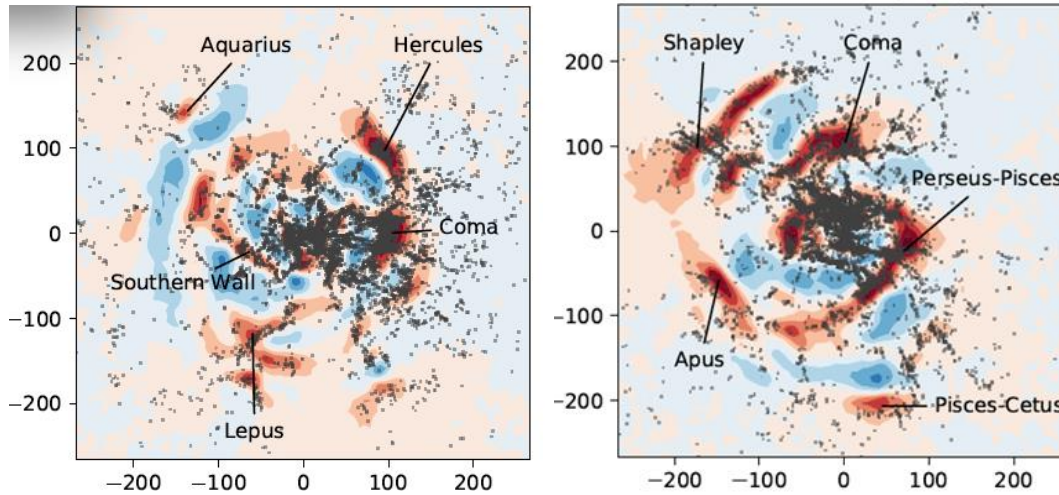 Aquarius
Hercules
200
100
0
−100
−200
Coma
Southern Wall
Lepus
−200 −100 0 100 200
Shapley
Coma
200
100
0
−100
−200
Perseus-Pisces
Apus
Pisces-Cetus
−200 −100 0 100 200